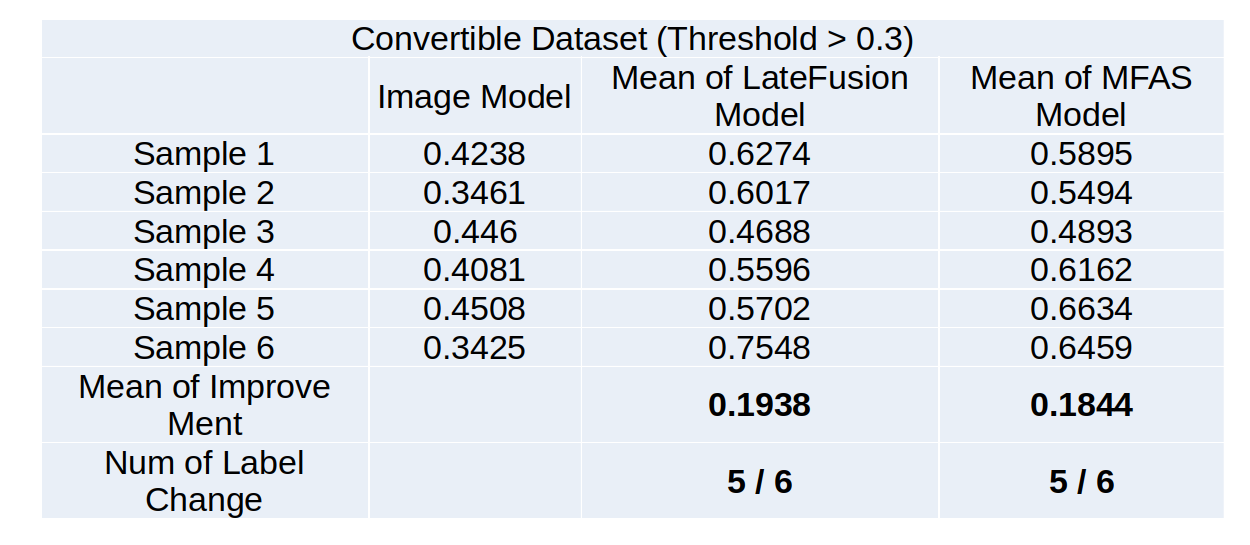 Convertible Dataset (Threshold > 0.3)
Image Model
Mean of LateFusion
Model
Mean of MFAS
Model
Sample 1 0.4238 0.6274 0.5895
Sample 2 0.3461 0.6017 0.5494
Sample 3 0.446 0.4688 0.4893
Sample 4 0.4081 0.5596 0.6162
Sample 5 0.4508 0.5702 0.6634
Sample 6 0.3425 0.7548 0.6459
Mean of Improve
Ment
0.1938 0.1844
Num of Label
Change
5 / 6 5 / 6